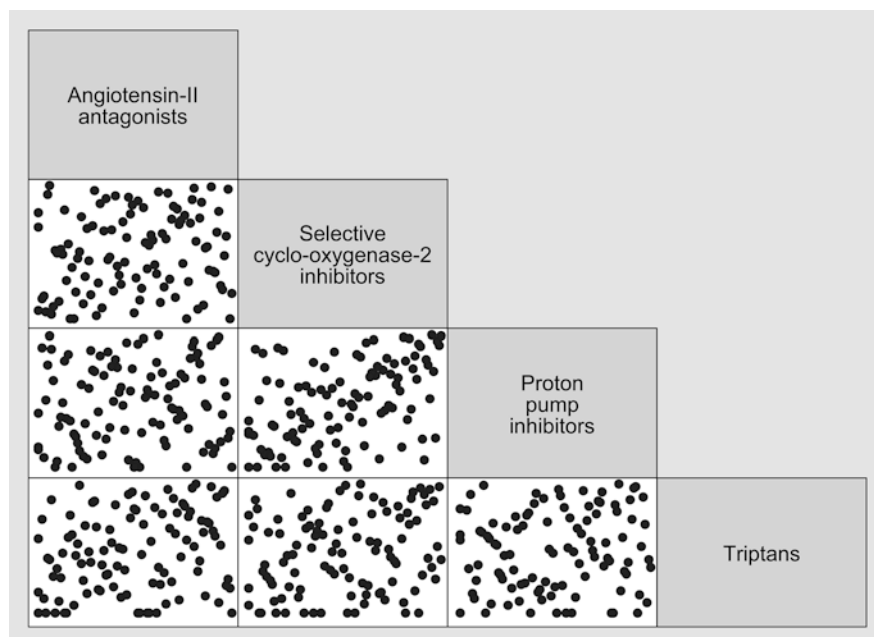 Angiotensin-II
antagonists
Selective
cyclo-oxygenase-2
inhibitors
Proton
pump
inhibitors
Triptans